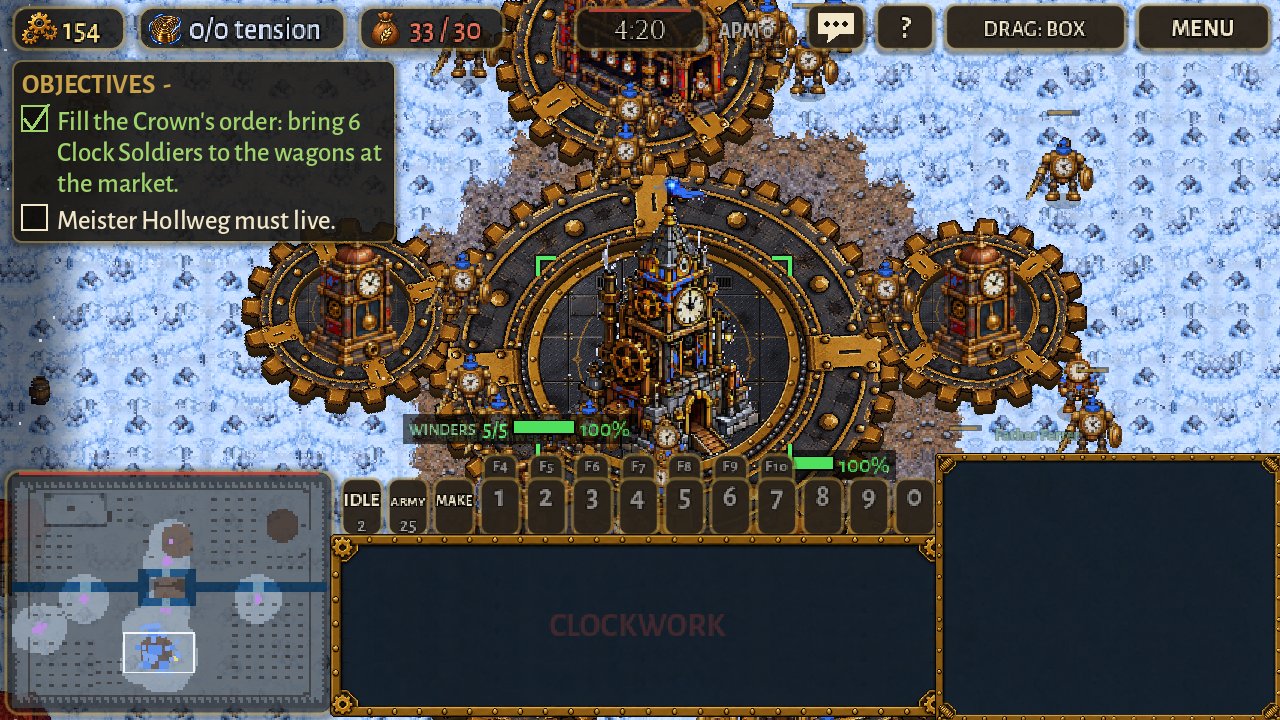 154
0/0 tension
33 / 30
4:20
APM
?
DRAG: BOX
MENU
OBJECTIVES -
Fill the Crown's order: bring 6
Clock Soldiers to the wagons at
the market.
Meister Hollweg must live.
WINDERS 5/5 100%
100%
F4 F5 F6 F7 F8 F9 F10
IDLE
2
ARMY
25
MAKE
1 2 3 4 5 6 7 8 9 0
CLOCKWORK